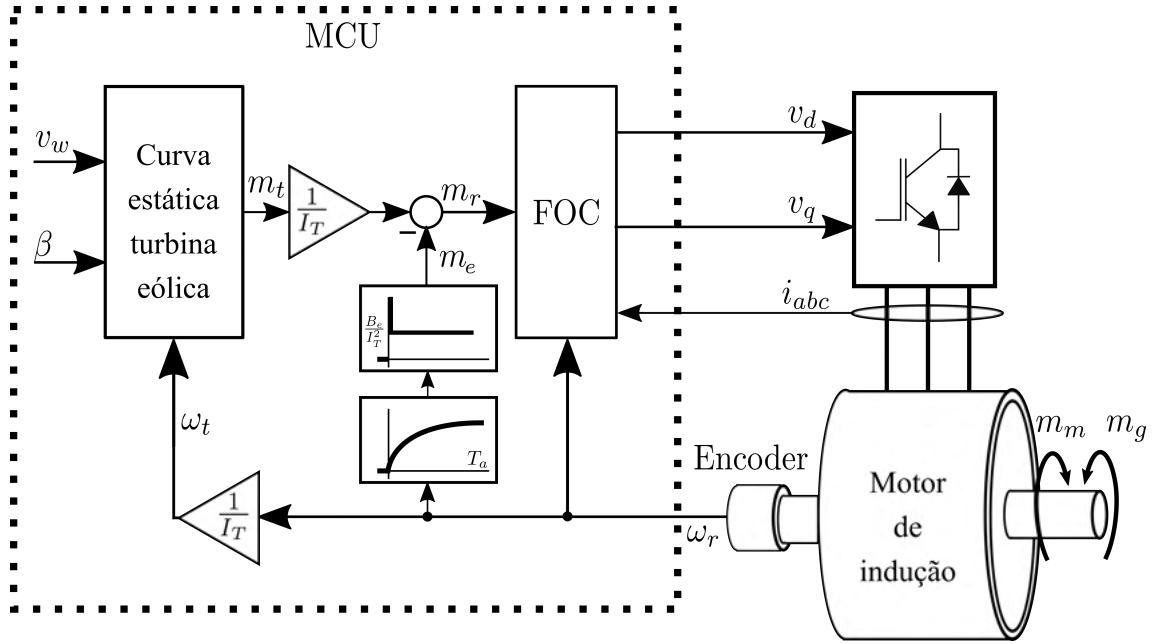 MCU
v_w
β
Curva
estática
turbina
eólica
m_t
1/I_T
m_r
m_e
B_e/I_T^2
T_a
FOC
v_d
v_q
i_abc
ω_t
1/I_T
ω_r
Encoder
Motor
de
indução
m_m
m_g